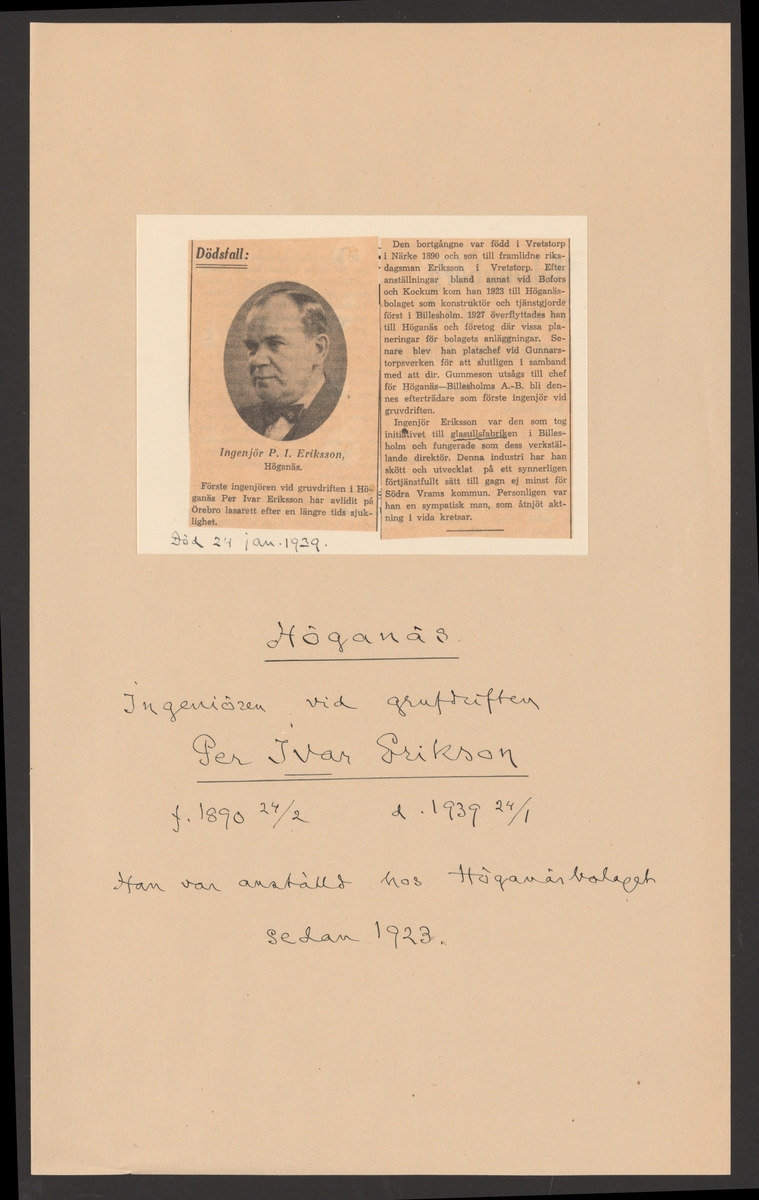 Dödsfall:
Ingenjör P. I. Eriksson,
Höganäs.
Förste ingenjören vid gruvdriften i Hö-
ganäs Per Ivar Eriksson har avlidit på
Örebro lasarett efter en längre tids sjuk-
lighet.
Den bortgångne var född i Vretstorp
i Närke 1890 och son till framlidne riks-
dagsman Eriksson i Vretstorp. Efter
anställningar bland annat vid Bofors
och Kockum kom han 1923 till Höganäs-
bolaget som konstruktör och tjänstgjorde
först i Billesholm. 1927 överflyttades han
till Höganäs och företog där vissa pla-
neringar för bolagets anläggningar. Se-
nare blev han platschef vid Gunnars-
torpsverken för att slutligen i samband
med att dir. Gummeson utsågs till chef
för Höganäs—Billesholms A.-B. bli den-
nes efterträdare som förste ingenjör vid
gruvdriften.
Ingenjör Eriksson var den som tog
initiativet till glasullsfabriken i Billes-
holm och fungerade som dess verkstäl-
lande direktör. Denna industri har han
skött och utvecklat på ett synnerligen
förtjänstfullt sätt till gagn ej minst för
Södra Vrams kommun. Personligen var
han en sympatisk man, som åtnjöt akt-
ning i vida kretsar.
Död 24 jan. 1939.
Höganäs.
Ingeniören vid grufdriften
Per Ivar Erikson
f. 1890 24/2 d. 1939 24/1
Han var anställd hos Höganäsbolaget
sedan 1923.